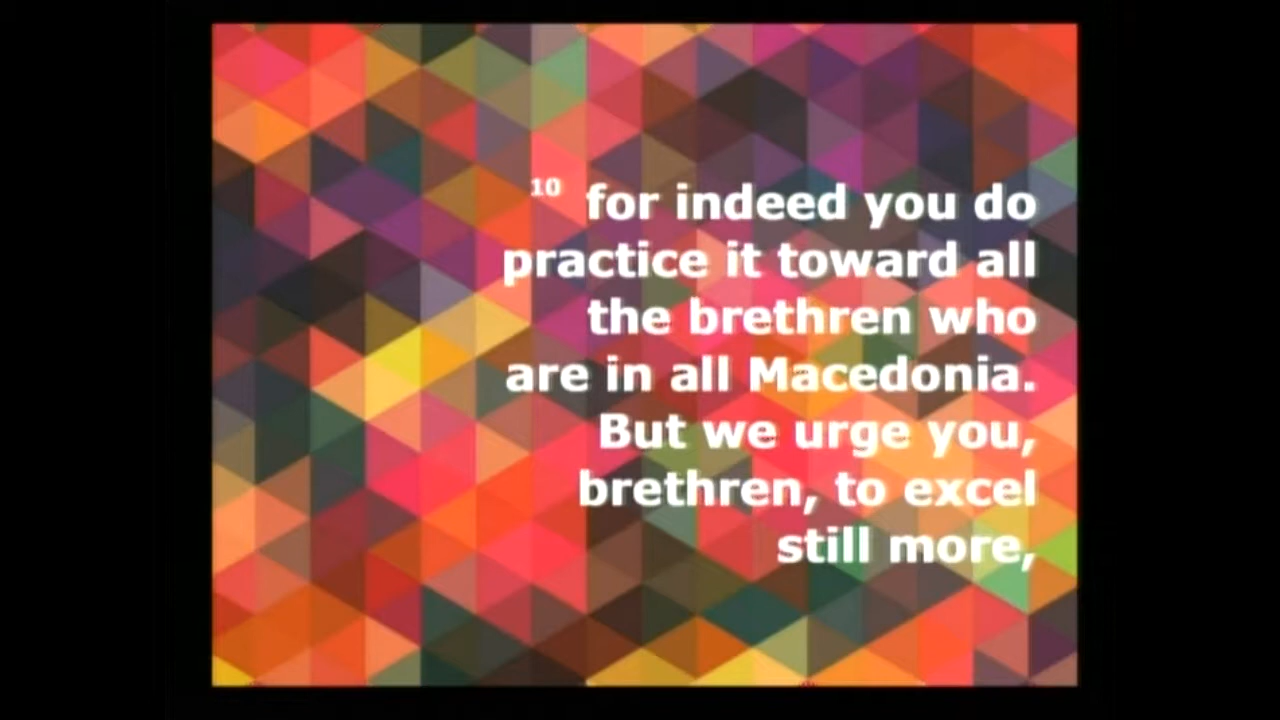 10 for indeed you do
practice it toward all
the brethren who
are in all Macedonia.
But we urge you,
brethren, to excel
still more,